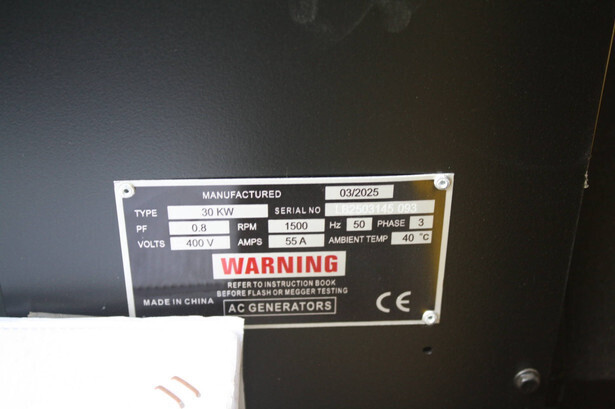 MANUFACTURED 03/2025
TYPE 30 KW SERIAL NO
PF 0.8 RPM 1500 Hz 50 PHASE 3
VOLTS 400 V AMPS 55 A AMBIENT TEMP 40 °C
WARNING
REFER TO INSTRUCTION BOOK
BEFORE FLASH OR MEGGER TESTING
MADE IN CHINA AC GENERATORS CE